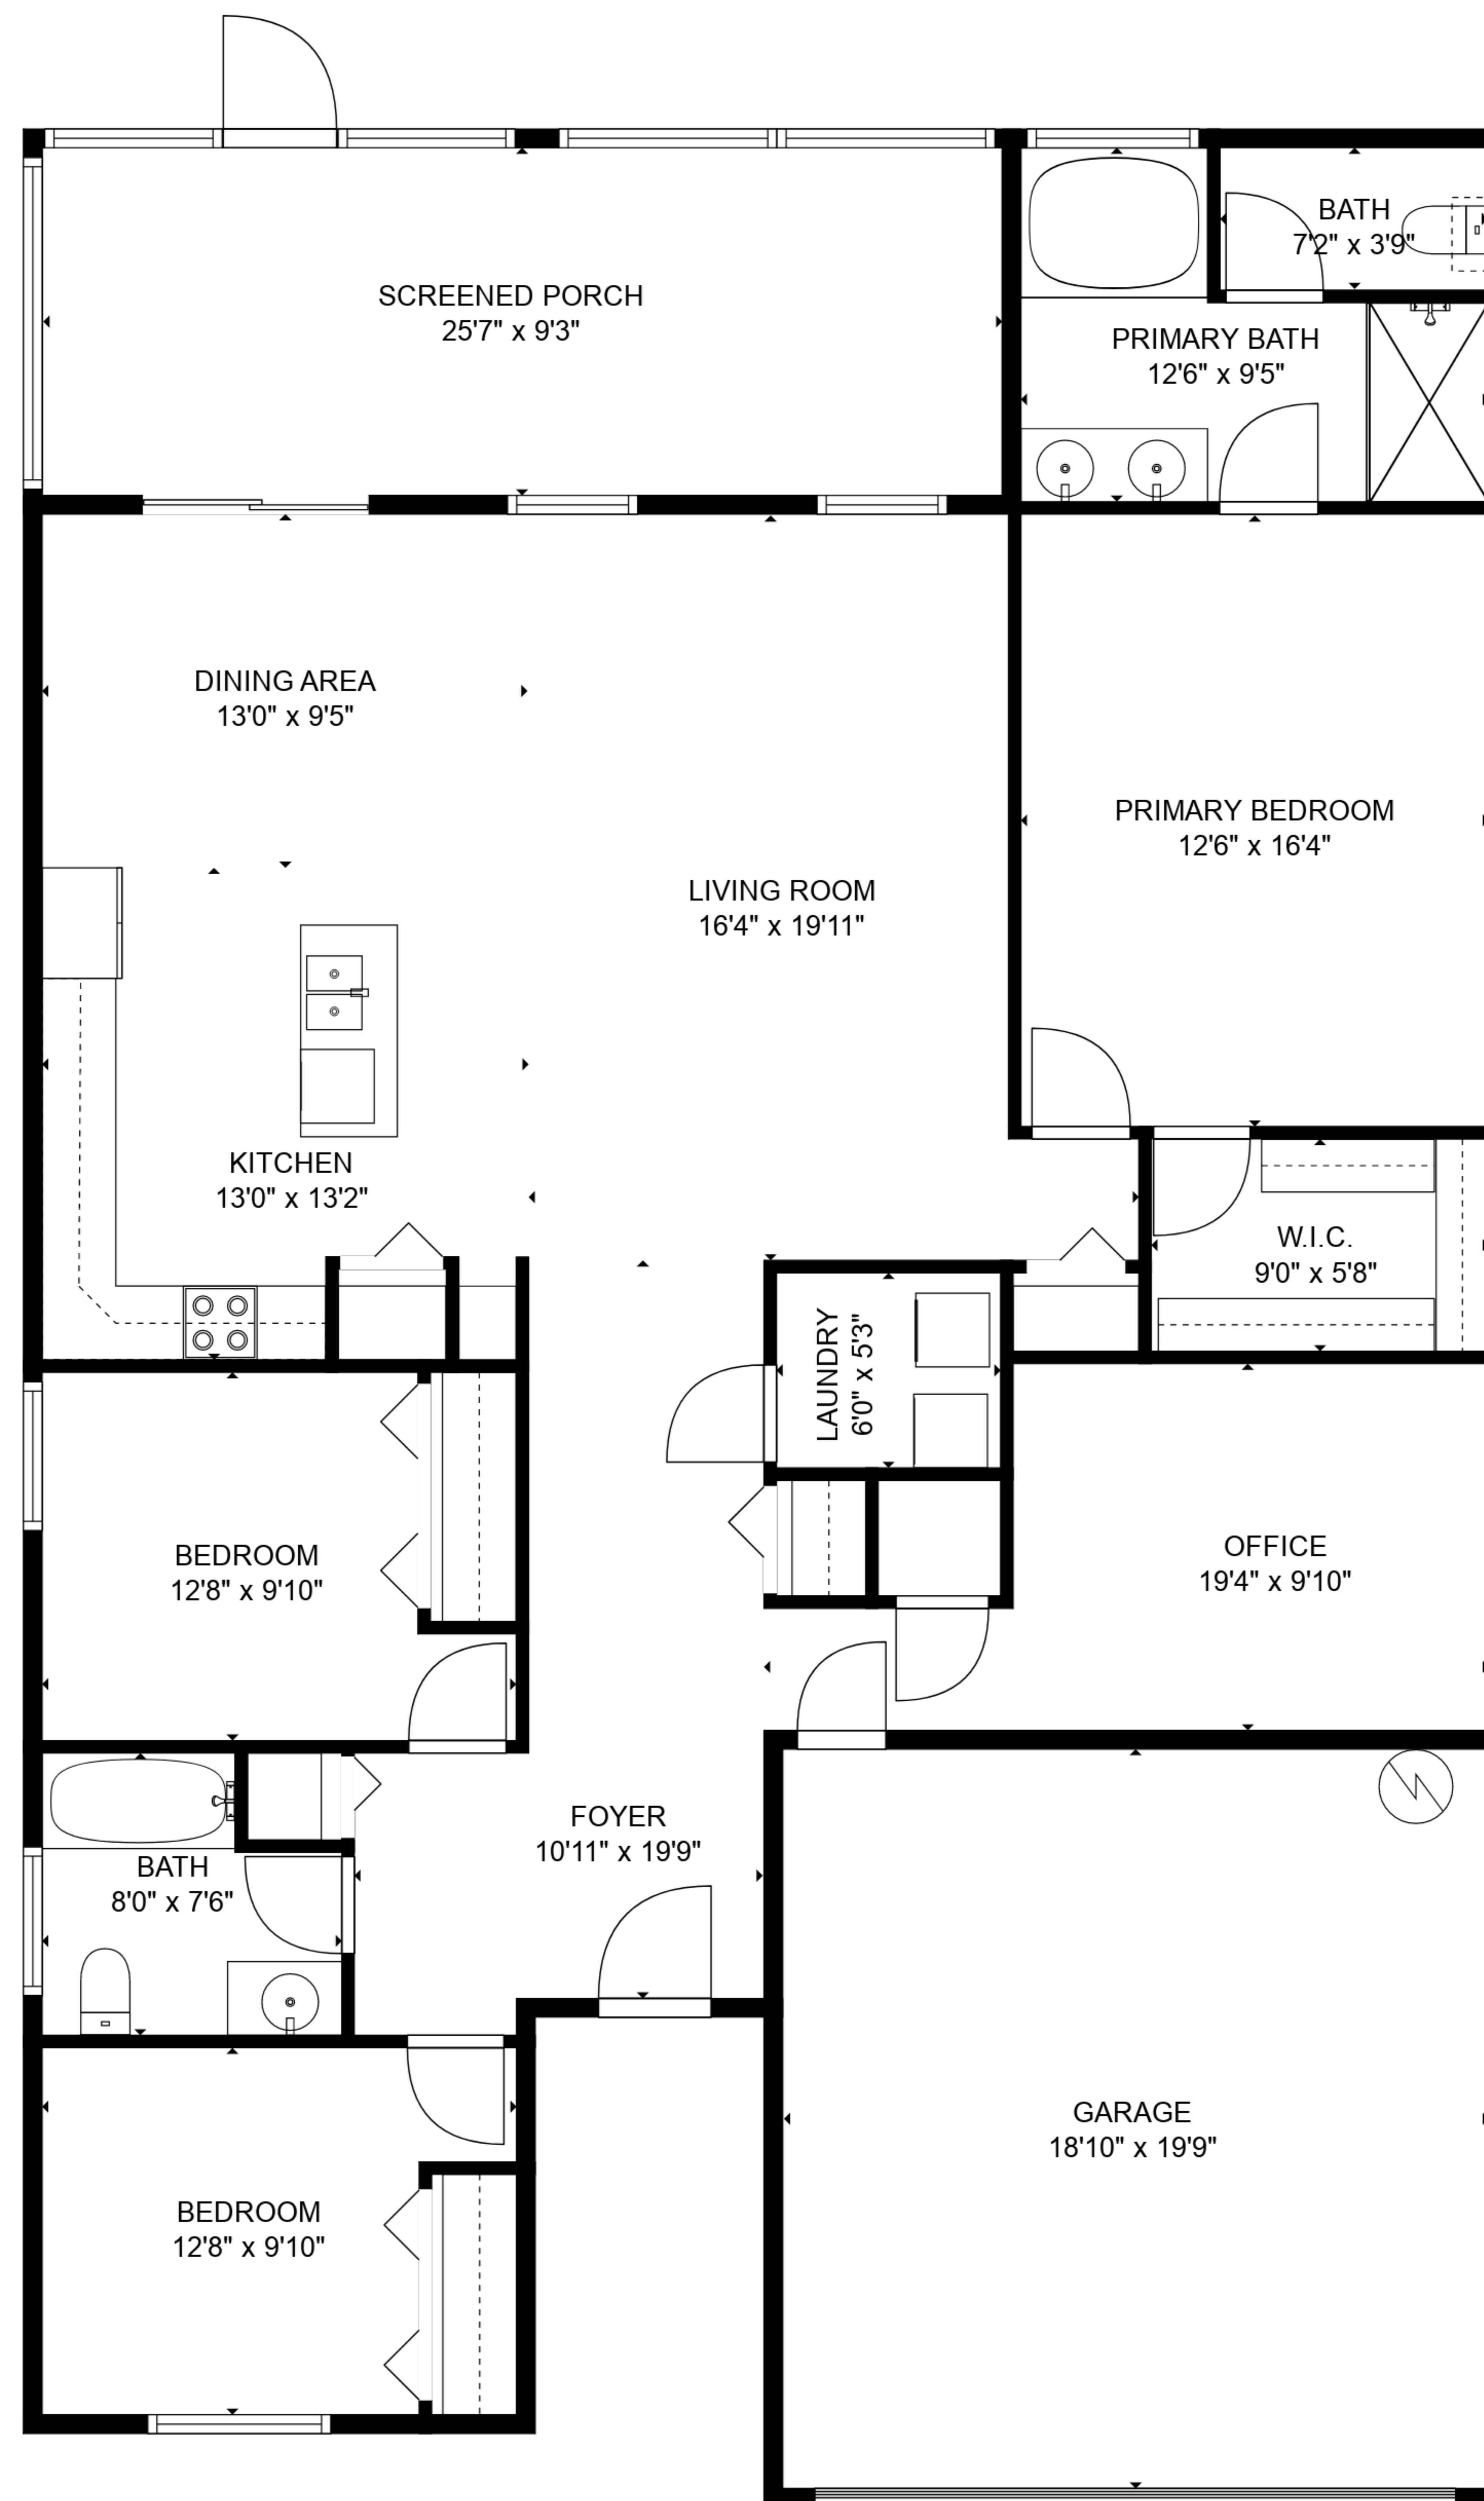 BATH
7'2" x 3'9"
SCREENED PORCH
25'7" x 9'3"
PRIMARY BATH
12'6" x 9'5"
DINING AREA
13'0" x 9'5"
PRIMARY BEDROOM
12'6" x 16'4"
LIVING ROOM
16'4" x 19'11"
KITCHEN
13'0" x 13'2"
W.I.C.
9'0" x 5'8"
LAUNDRY
6'0" x 5'3"
BEDROOM
12'8" x 9'10"
OFFICE
19'4" x 9'10"
FOYER
10'11" x 19'9"
BATH
8'0" x 7'6"
GARAGE
18'10" x 19'9"
BEDROOM
12'8" x 9'10"